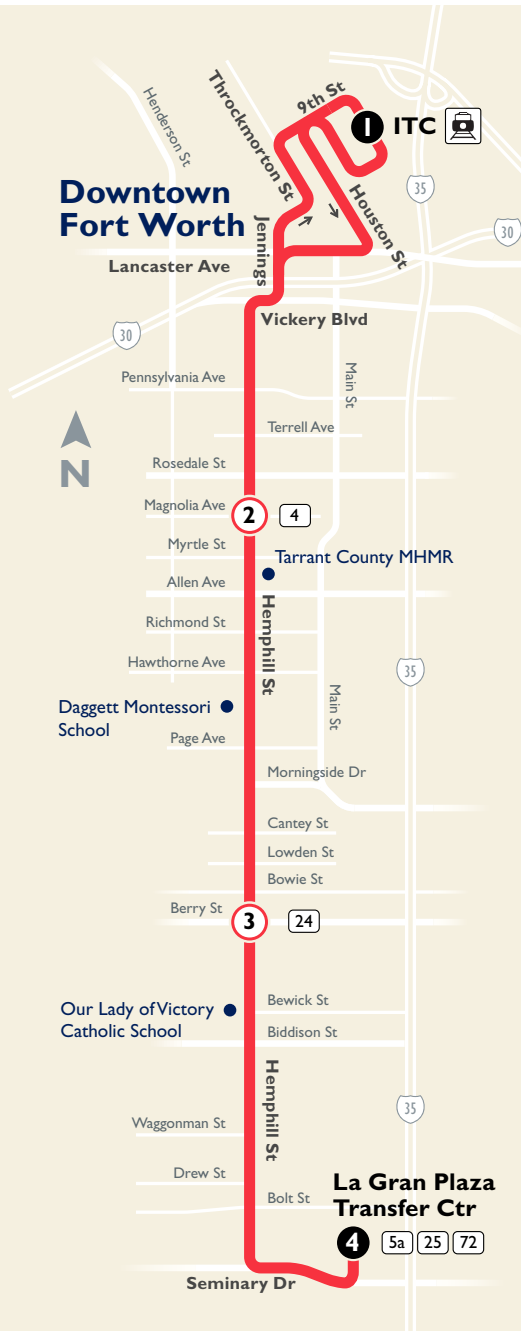 9th St
1 ITC
Throckmorton St
Henderson St
35
Downtown
Fort Worth
Houston St
Jennings
30
Lancaster Ave
Vickery Blvd
30
Pennsylvania Ave
Main St
Terrell Ave
N
Rosedale St
Magnolia Ave
2
4
Myrtle St
Tarrant County MHMR
Allen Ave
Hemphill St
Richmond St
Hawthorne Ave
35
Daggett Montessori
School
Main St
Page Ave
Morningside Dr
Cantey St
Lowden St
Bowie St
Berry St
3
24
Our Lady of Victory
Catholic School
Bewick St
Biddison St
Hemphill St
35
Waggonman St
Drew St
La Gran Plaza
Transfer Ctr
Bolt St
4 5a 25 72
Seminary Dr